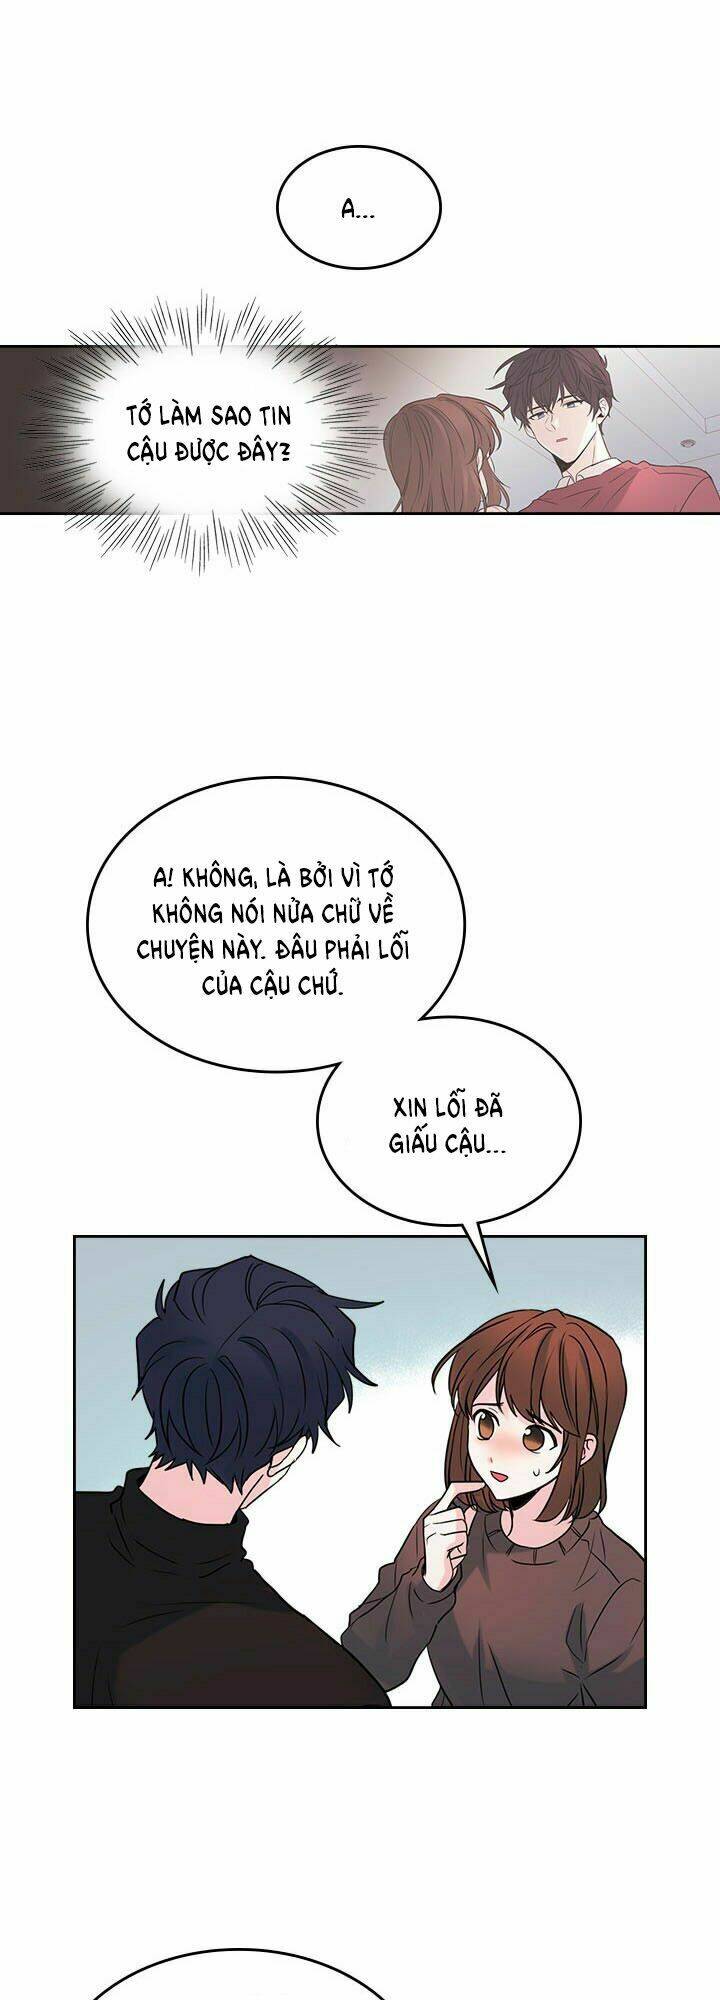 A...
TỚ LÀM SAO TIN
CẬU ĐƯỢC ĐÂY?
A! KHÔNG, LÀ BỞI VÌ TỚ
KHÔNG NÓI NỬA CHỮ VỀ
CHUYỆN NÀY. ĐÂU PHẢI LỖI
CỦA CẬU CHỨ.
XIN LỖI ĐÃ
GIẤU CẬU...